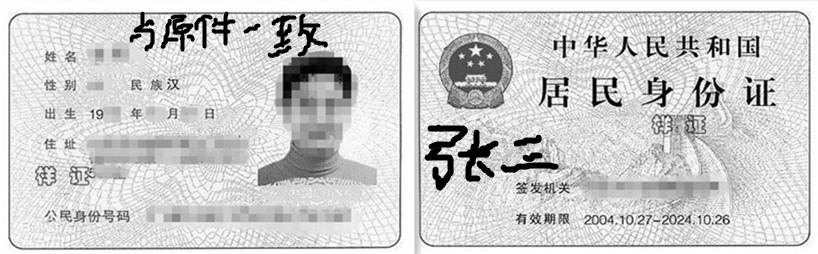 与原件一致
姓名
性别 民族汉
出生 19 年 月 日
住址
样证
公民身份号码
中华人民共和国
居民身份证
样证
张三
签发机关
有效期限 2004.10.27-2024.10.26